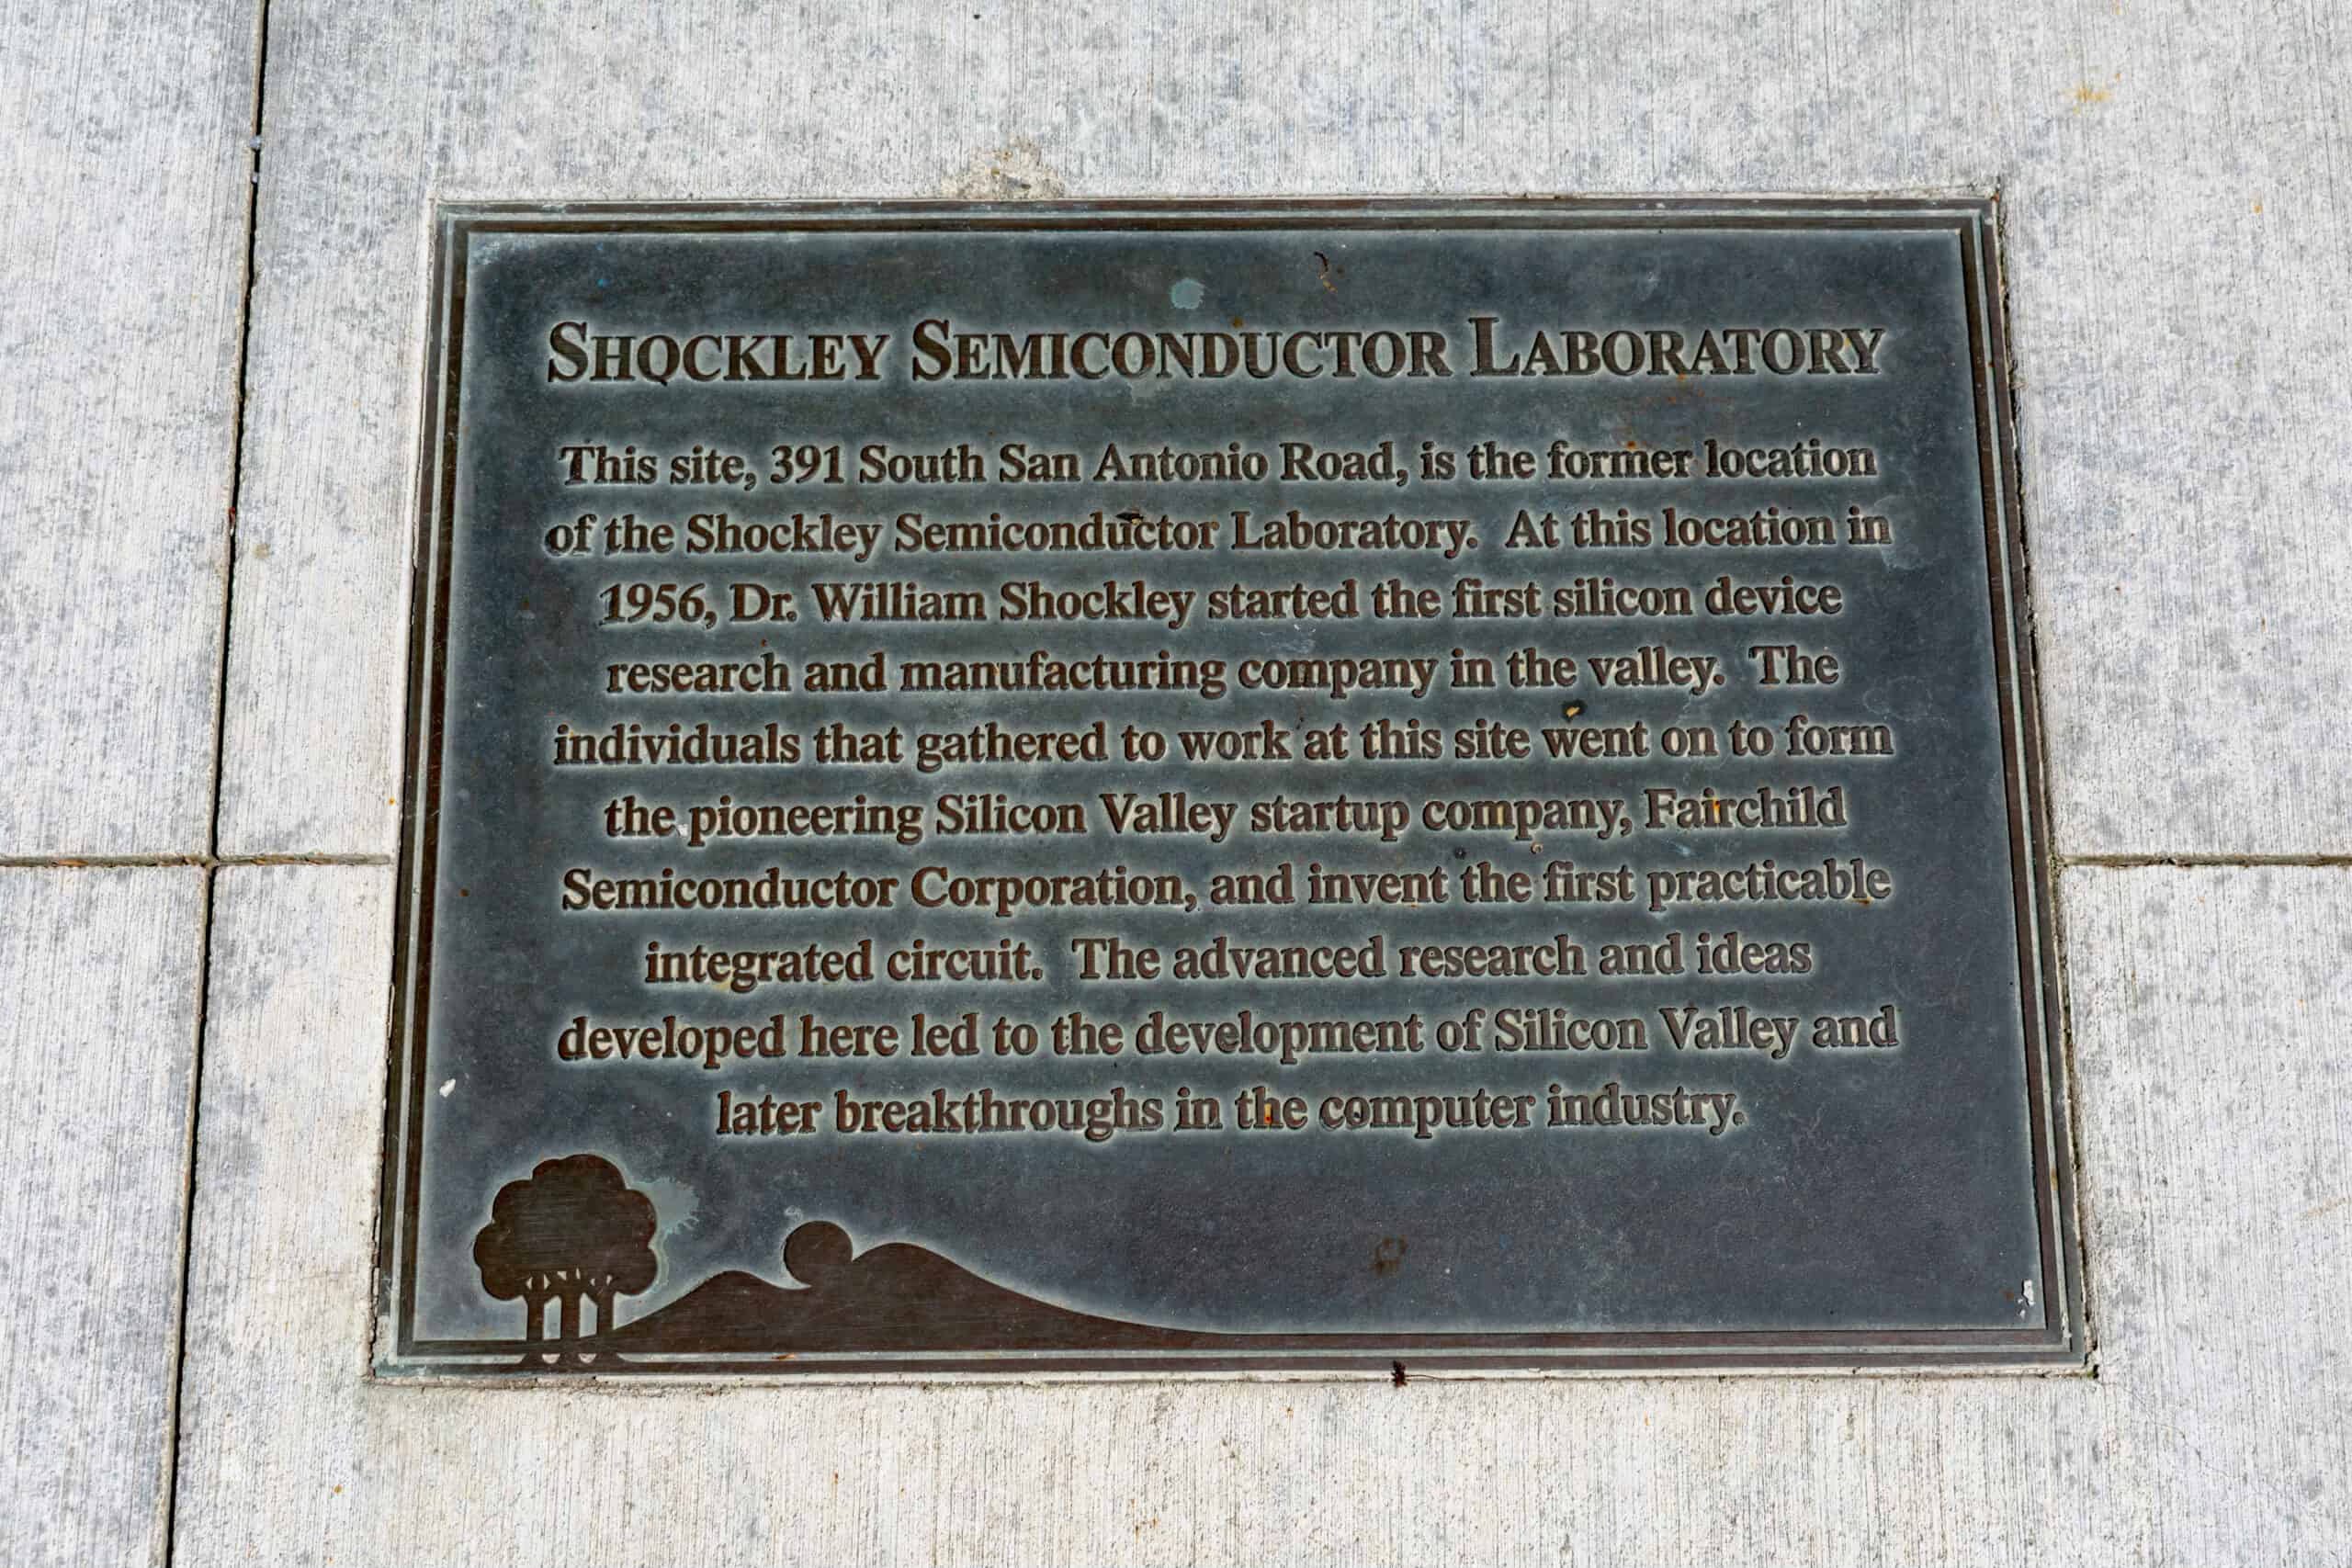 SHOCKLEY SEMICONDUCTOR LABORATORY
This site, 391 South San Antonio Road, is the former location
of the Shockley Semiconductor Laboratory. At this location in
1956, Dr. William Shockley started the first silicon device
research and manufacturing company in the valley. The
individuals that gathered to work at this site went on to form
the pioneering Silicon Valley startup company, Fairchild
Semiconductor Corporation, and invent the first practicable
integrated circuit. The advanced research and ideas
developed here led to the development of Silicon Valley and
later breakthroughs in the computer industry.